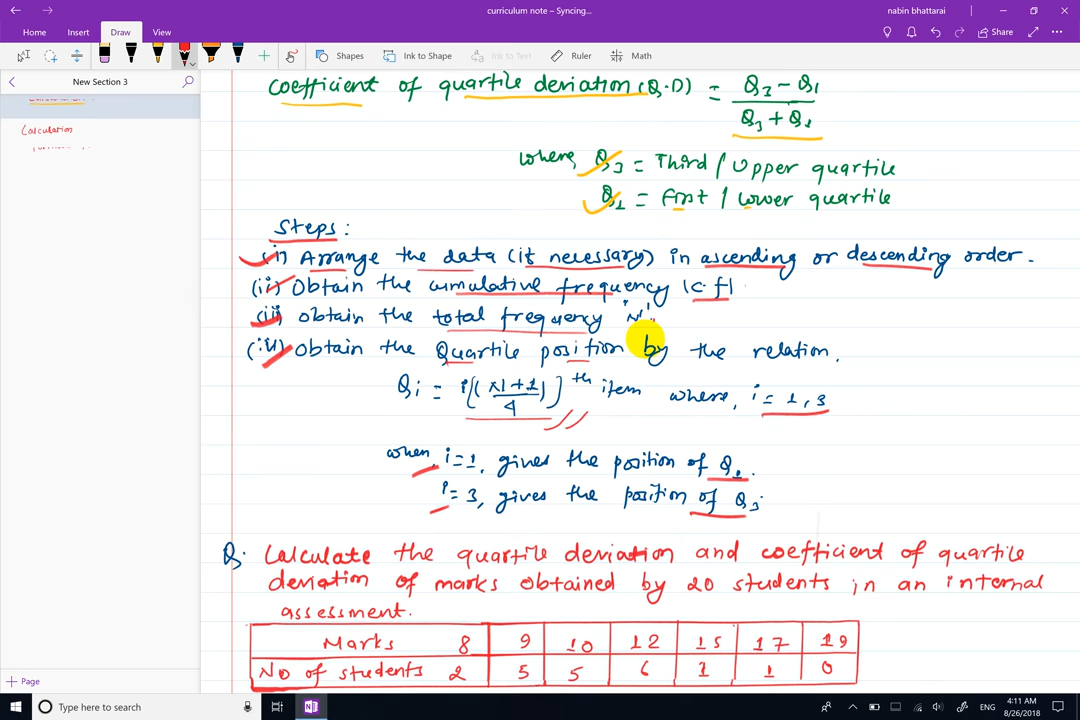 curriculum note - Syncing...
nabin bhattarai
Home Insert Draw View
Share
Shapes Ink to Shape Ink to Text Ruler Math
New Section 3
Calculation
coefficient of quartile deviation (Q.D) = Q3 - Q1 / Q3 + Q1
where, Q3 = Third / Upper quartile
Q1 = First / Lower quartile
Steps:
(i) Arrange the data (if necessary) in ascending or descending order.
(ii) Obtain the cumulative frequency (c.f).
(iii) obtain the total frequency 'N'.
(iv) Obtain the Quartile position by the relation.
Qi = i((N+1)/4)th item where, i = 1, 3
when, i=1, gives the position of Q1.
i=3, gives the position of Q3.
Q. Calculate the quartile deviation and coefficient of quartile
deviation of marks obtained by 20 students in an internal
assessment.
Marks 8 9 10 12 15 17 19
No of students 2 5 5 6 1 1 0
Page
Type here to search
ENG
4:11 AM
8/26/2018